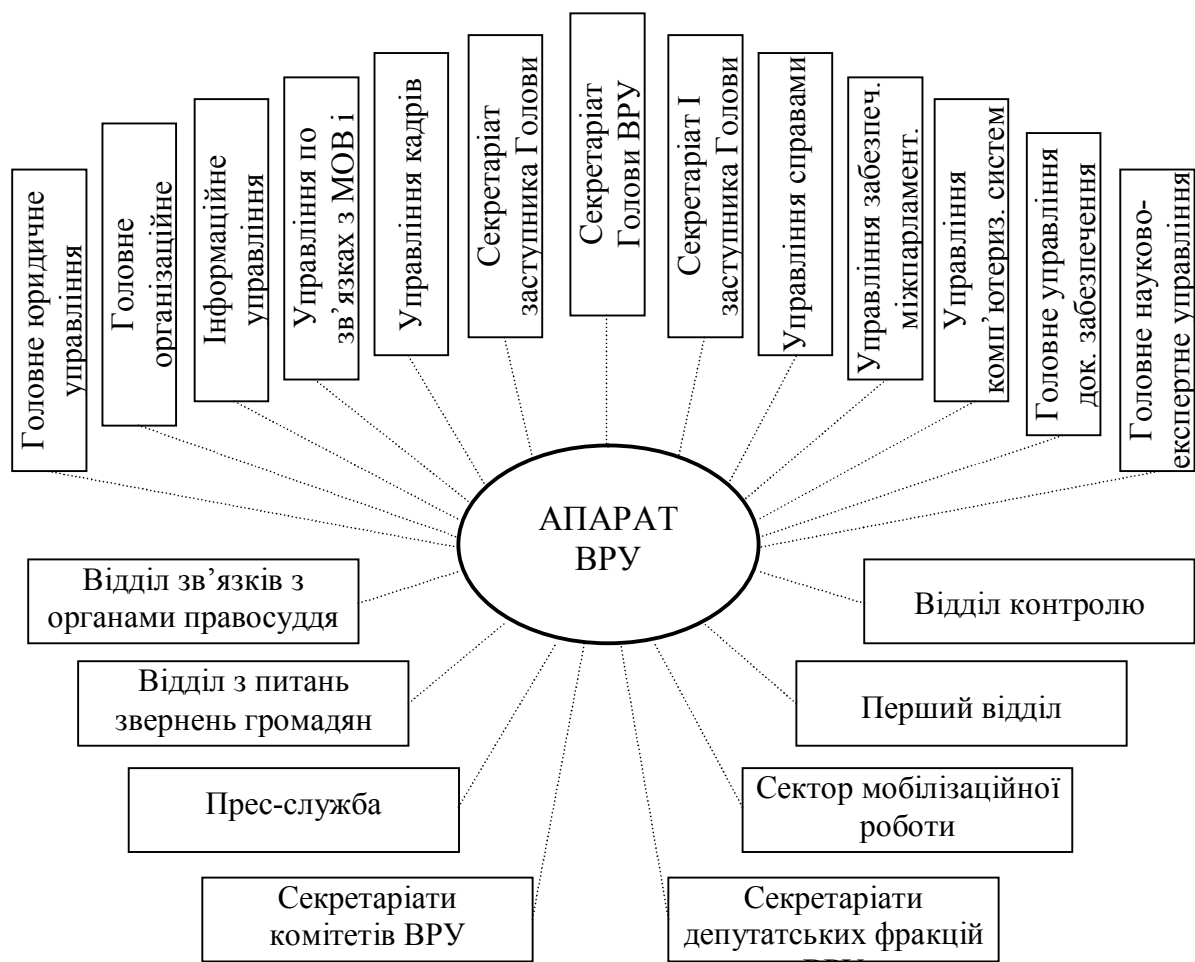 Головне юридичне
управління
Головне
організаційне
Інформаційне
управління
Управління по
зв’язках з МОВ і
Управління кадрів
Секретаріат
заступника Голови
Секретаріат
Голови ВРУ
Секретаріат І
заступника Голови
Управління справами
Управління забезпеч.
міжпарламент.
Управління
комп’ютериз. систем
Головне управління
док. забезпечення
Головне науково-
експертне управління
АПАРАТ
ВРУ
Відділ зв’язків з
органами правосуддя
Відділ контролю
Відділ з питань
звернень громадян
Перший відділ
Прес-служба
Сектор мобілізаційної
роботи
Секретаріати
комітетів ВРУ
Секретаріати
депутатських фракцій